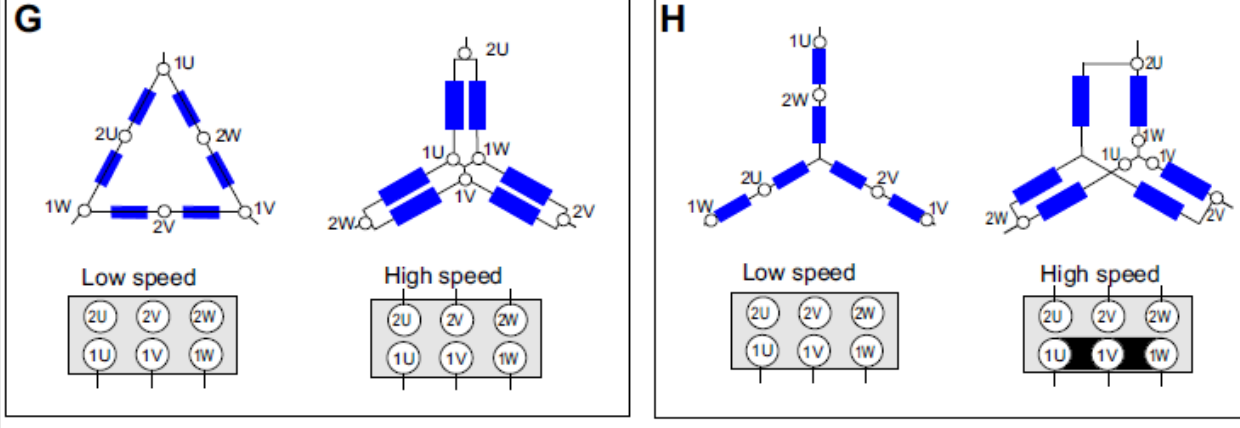 G
1U
2U
2W
1W
2V
1V
2U
1U
1W
1V
2W
2V
Low speed
2U 2V 2W
1U 1V 1W
High speed
2U 2V 2W
1U 1V 1W
H
1U
2W
2U
2V
1W
1V
2U
1W
1U
1V
2W
2V
Low speed
2U 2V 2W
1U 1V 1W
High speed
2U 2V 2W
1U 1V 1W